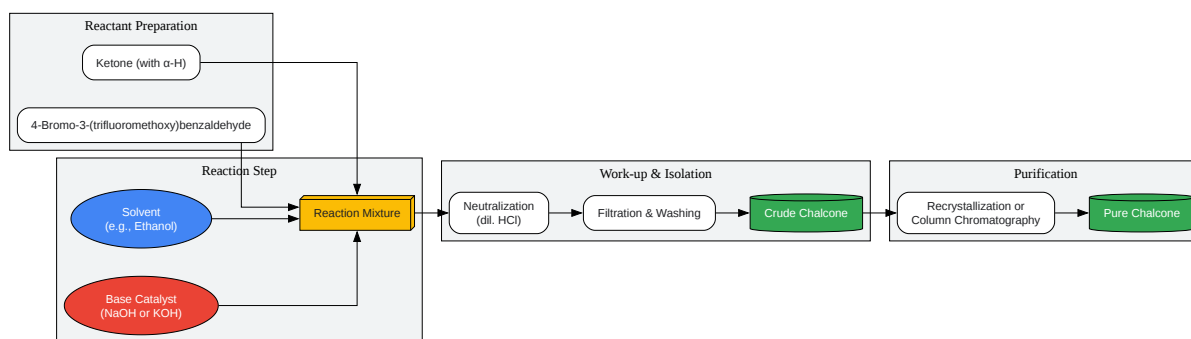 Reactant Preparation
Ketone (with α-H)
4-Bromo-3-(trifluoromethoxy)benzaldehyde
Reaction Step
Solvent
(e.g., Ethanol)
Reaction Mixture
Base Catalyst
(NaOH or KOH)
Work-up & Isolation
Neutralization
(dil. HCl)
Filtration & Washing
Crude Chalcone
Purification
Recrystallization or
Column Chromatography
Pure Chalcone